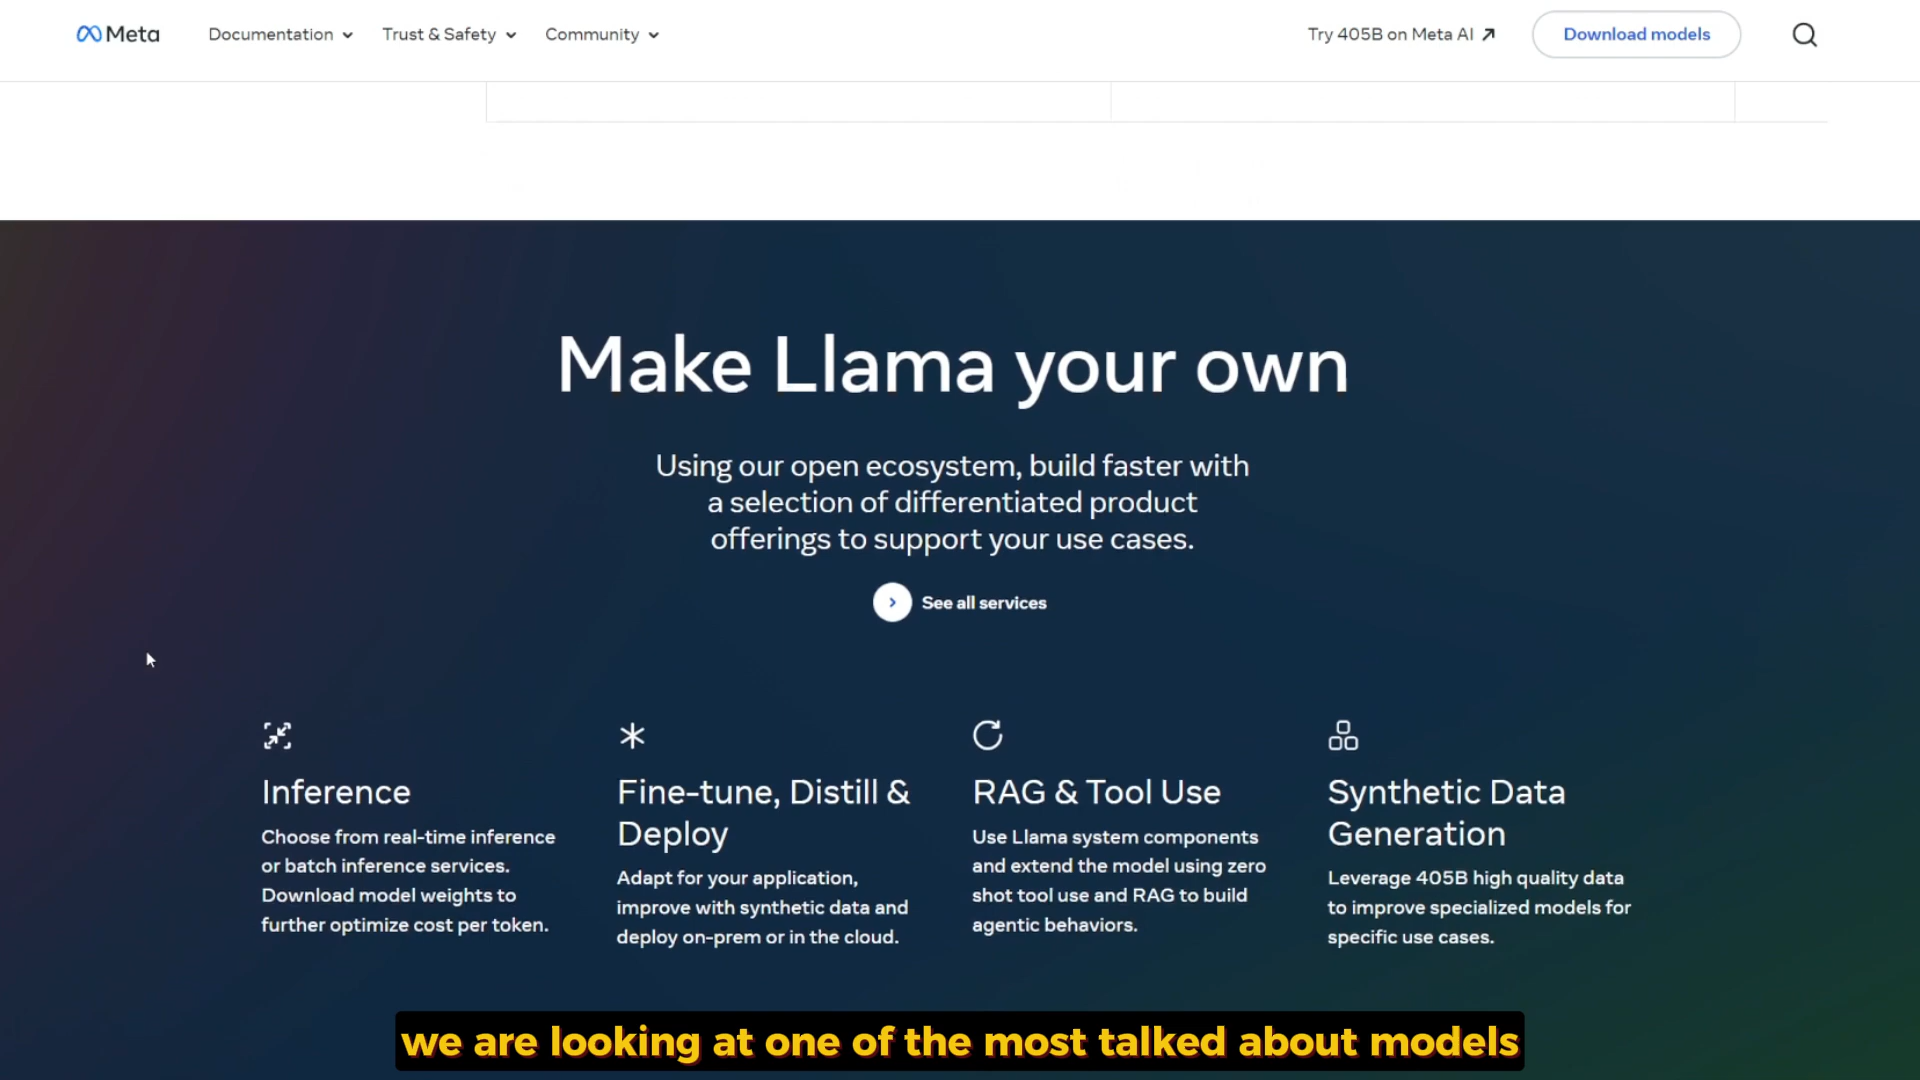 Meta Documentation Trust & Safety Community Try 405B on Meta AI Download models
Make Llama your own
Using our open ecosystem, build faster with
a selection of differentiated product
offerings to support your use cases.
See all services
Inference
Choose from real-time inference
or batch inference services.
Download model weights to
further optimize cost per token.
Fine-tune, Distill &
Deploy
Adapt for your application,
improve with synthetic data and
deploy on-prem or in the cloud.
RAG & Tool Use
Use Llama system components
and extend the model using zero
shot tool use and RAG to build
agentic behaviors.
Synthetic Data
Generation
Leverage 405B high quality data
to improve specialized models for
specific use cases.
we are looking at one of the most talked about models